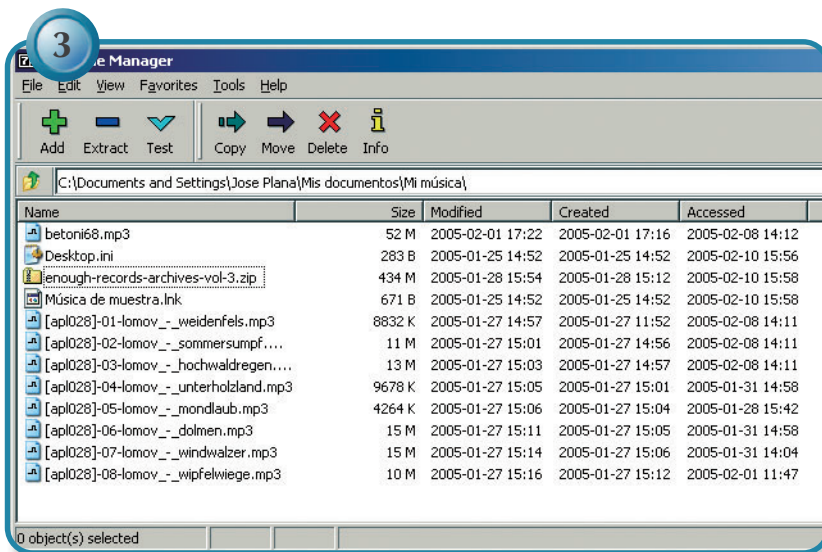 3
e Manager
File Edit View Favorites Tools Help
Add Extract Test Copy Move Delete Info
C:\Documents and Settings\Jose Plana\Mis documentos\Mi música\
Name Size Modified Created Accessed
betoni68.mp3 52 M 2005-02-01 17:22 2005-02-01 17:16 2005-02-08 14:12
Desktop.ini 283 B 2005-01-25 14:52 2005-01-25 14:52 2005-02-10 15:56
enough-records-archives-vol-3.zip 434 M 2005-01-28 15:54 2005-01-28 15:12 2005-02-10 15:58
Música de muestra.lnk 671 B 2005-01-25 14:52 2005-01-25 14:52 2005-02-10 15:58
[apl028]-01-lomov_-_weidenfels.mp3 8832 K 2005-01-27 14:57 2005-01-27 11:52 2005-02-08 14:11
[apl028]-02-lomov_-_sommersumpf.... 11 M 2005-01-27 15:01 2005-01-27 14:56 2005-02-08 14:11
[apl028]-03-lomov_-_hochwaldregen.... 13 M 2005-01-27 15:03 2005-01-27 14:57 2005-02-08 14:11
[apl028]-04-lomov_-_unterholzland.mp3 9678 K 2005-01-27 15:05 2005-01-27 15:01 2005-01-31 14:58
[apl028]-05-lomov_-_mondlaub.mp3 4264 K 2005-01-27 15:06 2005-01-27 15:04 2005-01-28 15:42
[apl028]-06-lomov_-_dolmen.mp3 15 M 2005-01-27 15:11 2005-01-27 15:05 2005-01-31 14:58
[apl028]-07-lomov_-_windwalzer.mp3 15 M 2005-01-27 15:14 2005-01-27 15:06 2005-01-31 14:04
[apl028]-08-lomov_-_wipfelwiege.mp3 10 M 2005-01-27 15:16 2005-01-27 15:12 2005-02-01 11:47
0 object(s) selected